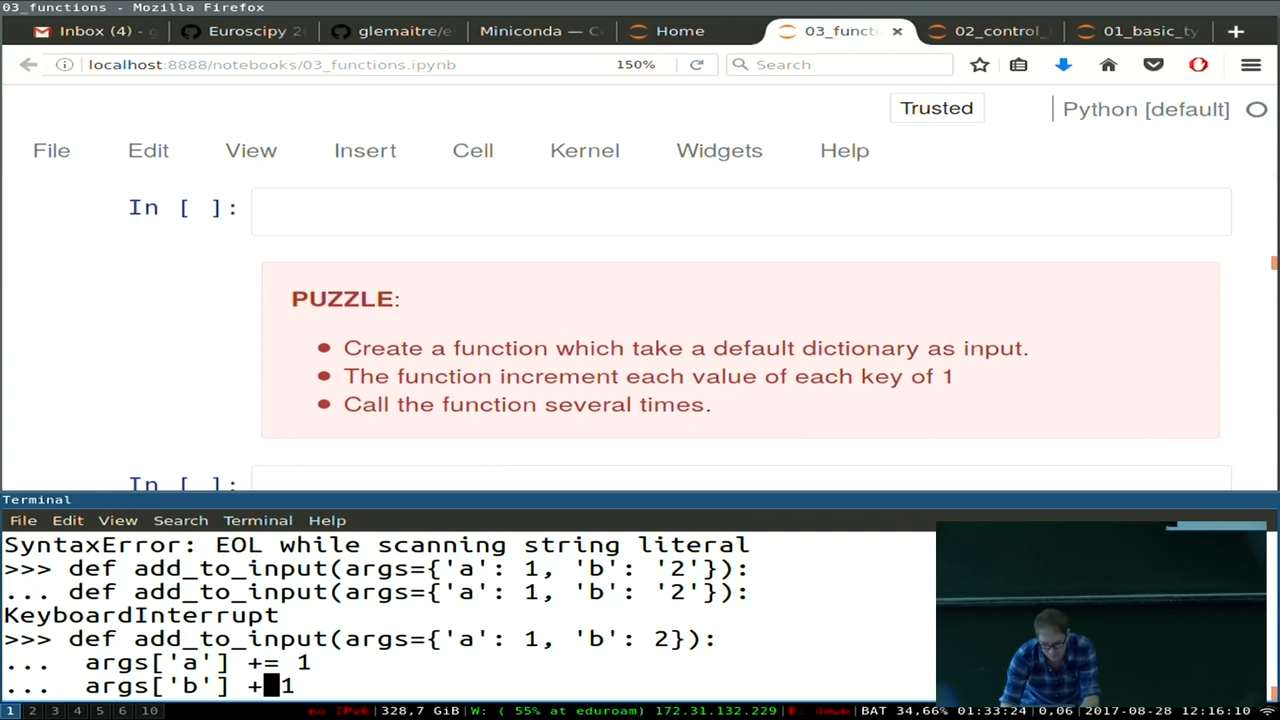 03_functions - Mozilla Firefox
Inbox (4) - g
Euroscipy 20
glemaitre/e
Miniconda — C
Home
03_functi
02_control_
01_basic_ty
localhost:8888/notebooks/03_functions.ipynb
150%
Search
Trusted
Python [default]
File Edit View Insert Cell Kernel Widgets Help
In [ ]:
PUZZLE:
Create a function which take a default dictionary as input.
The function increment each value of each key of 1
Call the function several times.
In [ ]:
Terminal
File Edit View Search Terminal Help
SyntaxError: EOL while scanning string literal
>>> def add_to_input(args={'a': 1, 'b': '2'}):
... def add_to_input(args={'a': 1, 'b': '2'}):
KeyboardInterrupt
>>> def add_to_input(args={'a': 1, 'b': 2}):
...  args['a'] += 1
...  args['b'] + 1
1 2 3 4 5 6 10
no IPv6|328,7 GiB|W: ( 55% at eduroam) 172.31.132.229|E: down|BAT 34,66% 01:33:24|0,06|2017-08-28 12:16:10